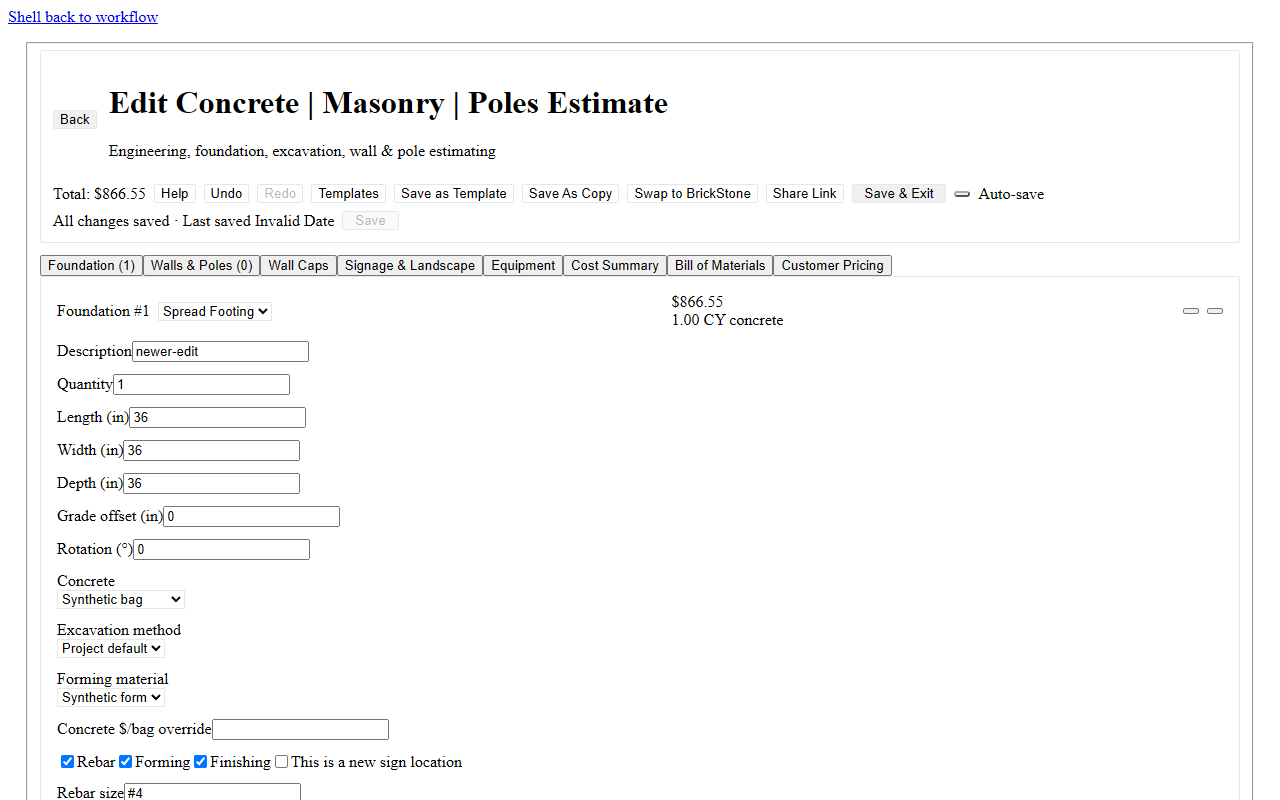 Shell back to workflow
Back
Edit Concrete | Masonry | Poles Estimate
Engineering, foundation, excavation, wall & pole estimating
Total: $866.55 Help Undo Redo Templates Save as Template Save As Copy Swap to BrickStone Share Link Save & Exit Auto-save
All changes saved · Last saved Invalid Date Save
Foundation (1) Walls & Poles (0) Wall Caps Signage & Landscape Equipment Cost Summary Bill of Materials Customer Pricing
Foundation #1 Spread Footing
$866.55
1.00 CY concrete
Description newer-edit
Quantity 1
Length (in) 36
Width (in) 36
Depth (in) 36
Grade offset (in) 0
Rotation (°) 0
Concrete
Synthetic bag
Excavation method
Project default
Forming material
Synthetic form
Concrete $/bag override
Rebar Forming Finishing This is a new sign location
Rebar size #4